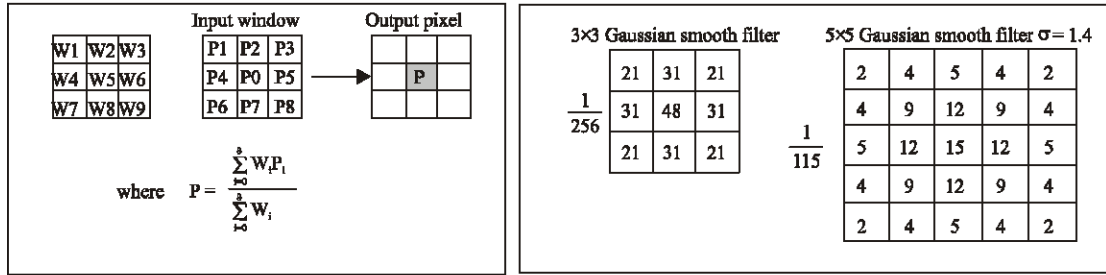 Input window
Output pixel
W1 W2 W3
W4 W5 W6
W7 W8 W9
P1 P2 P3
P4 P0 P5
P6 P7 P8
P
where P = ∑ WiPi / ∑ Wi
3×3 Gaussian smooth filter
1/256
21 31 21
31 48 31
21 31 21
5×5 Gaussian smooth filter σ= 1.4
1/115
2 4 5 4 2
4 9 12 9 4
5 12 15 12 5
4 9 12 9 4
2 4 5 4 2